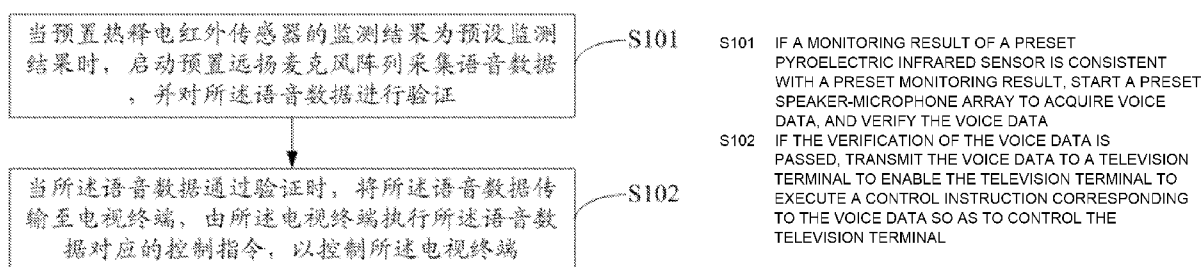 当预置热释电红外传感器的监测结果为预设监测
结果时，启动预置远扬麦克风阵列采集语音数据
，并对所述语音数据进行验证
S101
当所述语音数据通过验证时，将所述语音数据传
输至电视终端，由所述电视终端执行所述语音数
据对应的控制指令，以控制所述电视终端
S102
S101 IF A MONITORING RESULT OF A PRESET
PYROELECTRIC INFRARED SENSOR IS CONSISTENT
WITH A PRESET MONITORING RESULT, START A PRESET
SPEAKER-MICROPHONE ARRAY TO ACQUIRE VOICE
DATA, AND VERIFY THE VOICE DATA
S102 IF THE VERIFICATION OF THE VOICE DATA IS
PASSED, TRANSMIT THE VOICE DATA TO A TELEVISION
TERMINAL TO ENABLE THE TELEVISION TERMINAL TO
EXECUTE A CONTROL INSTRUCTION CORRESPONDING
TO THE VOICE DATA SO AS TO CONTROL THE
TELEVISION TERMINAL